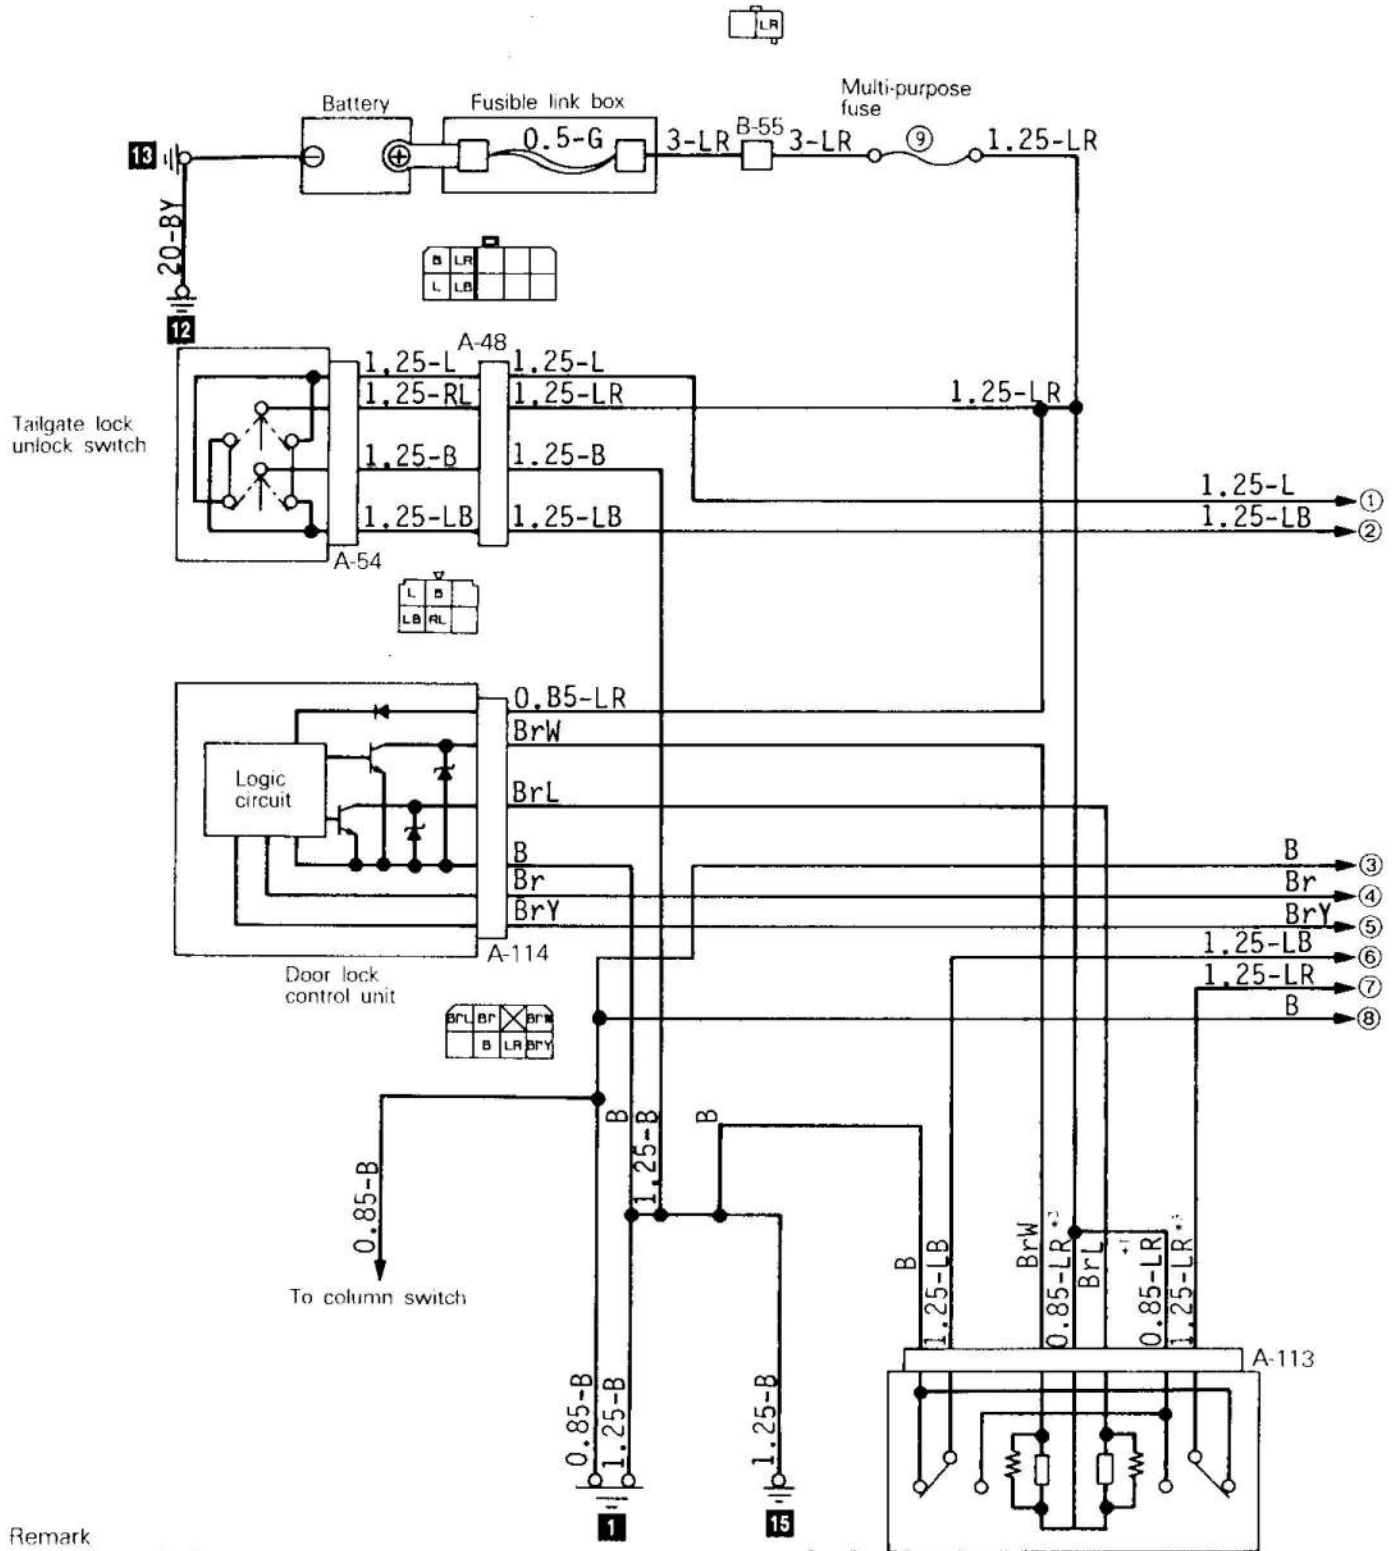 LR
Multi-purpose
fuse
Battery
Fusible link box
0.5-G
3-LR
B-55
3-LR
9
1.25-LR
13
20-BY
12
B LR
L LB
A-48
1.25-L
1.25-L
1.25-RL
1.25-LR
1.25-LR
Tailgate lock
unlock switch
1.25-B
1.25-B
1.25-L
1
1.25-LB
1.25-LB
1.25-LB
2
A-54
L B
LB RL
0.B5-LR
BrW
Logic
circuit
BrL
B
B
3
Br
Br
4
BrY
BrY
5
A-114
1.25-LB
6
Door lock
control unit
1.25-LR
7
B
8
BrL Br
B LR BrY
B
1.25-B
B
0.85-B
To column switch
B
1.25-LB
BrW
0.85-LR
BrL
*1
0.85-LR
1.25-LR
A-113
0.85-B
1.25-B
1.25-B
1
15
Remark